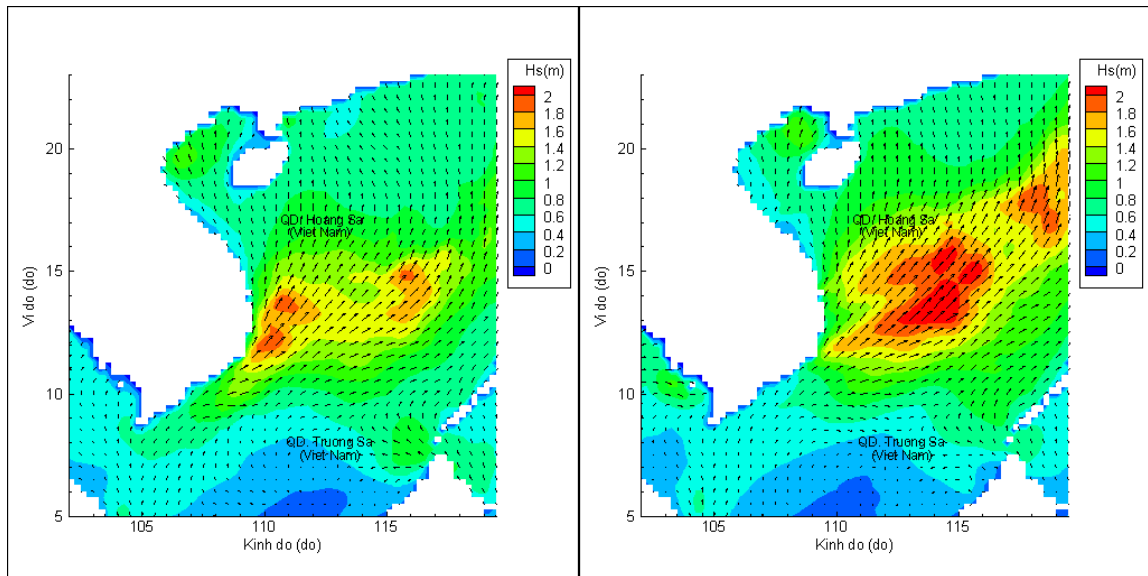 Hs(m)
2
1.8
1.6
1.4
1.2
1
0.8
0.6
0.4
0.2
0
20
15
10
5
Vi do (do)
QD/ Hoang Sa
(Viet Nam)
QD. Truong Sa
(Viet Nam)
105
110
115
Kinh do (do)
Hs(m)
2
1.8
1.6
1.4
1.2
1
0.8
0.6
0.4
0.2
0
20
15
10
5
Vi do (do)
QD/ Hoang Sa
(Viet Nam)
QD. Truong Sa
(Viet Nam)
105
110
115
Kinh do (do)